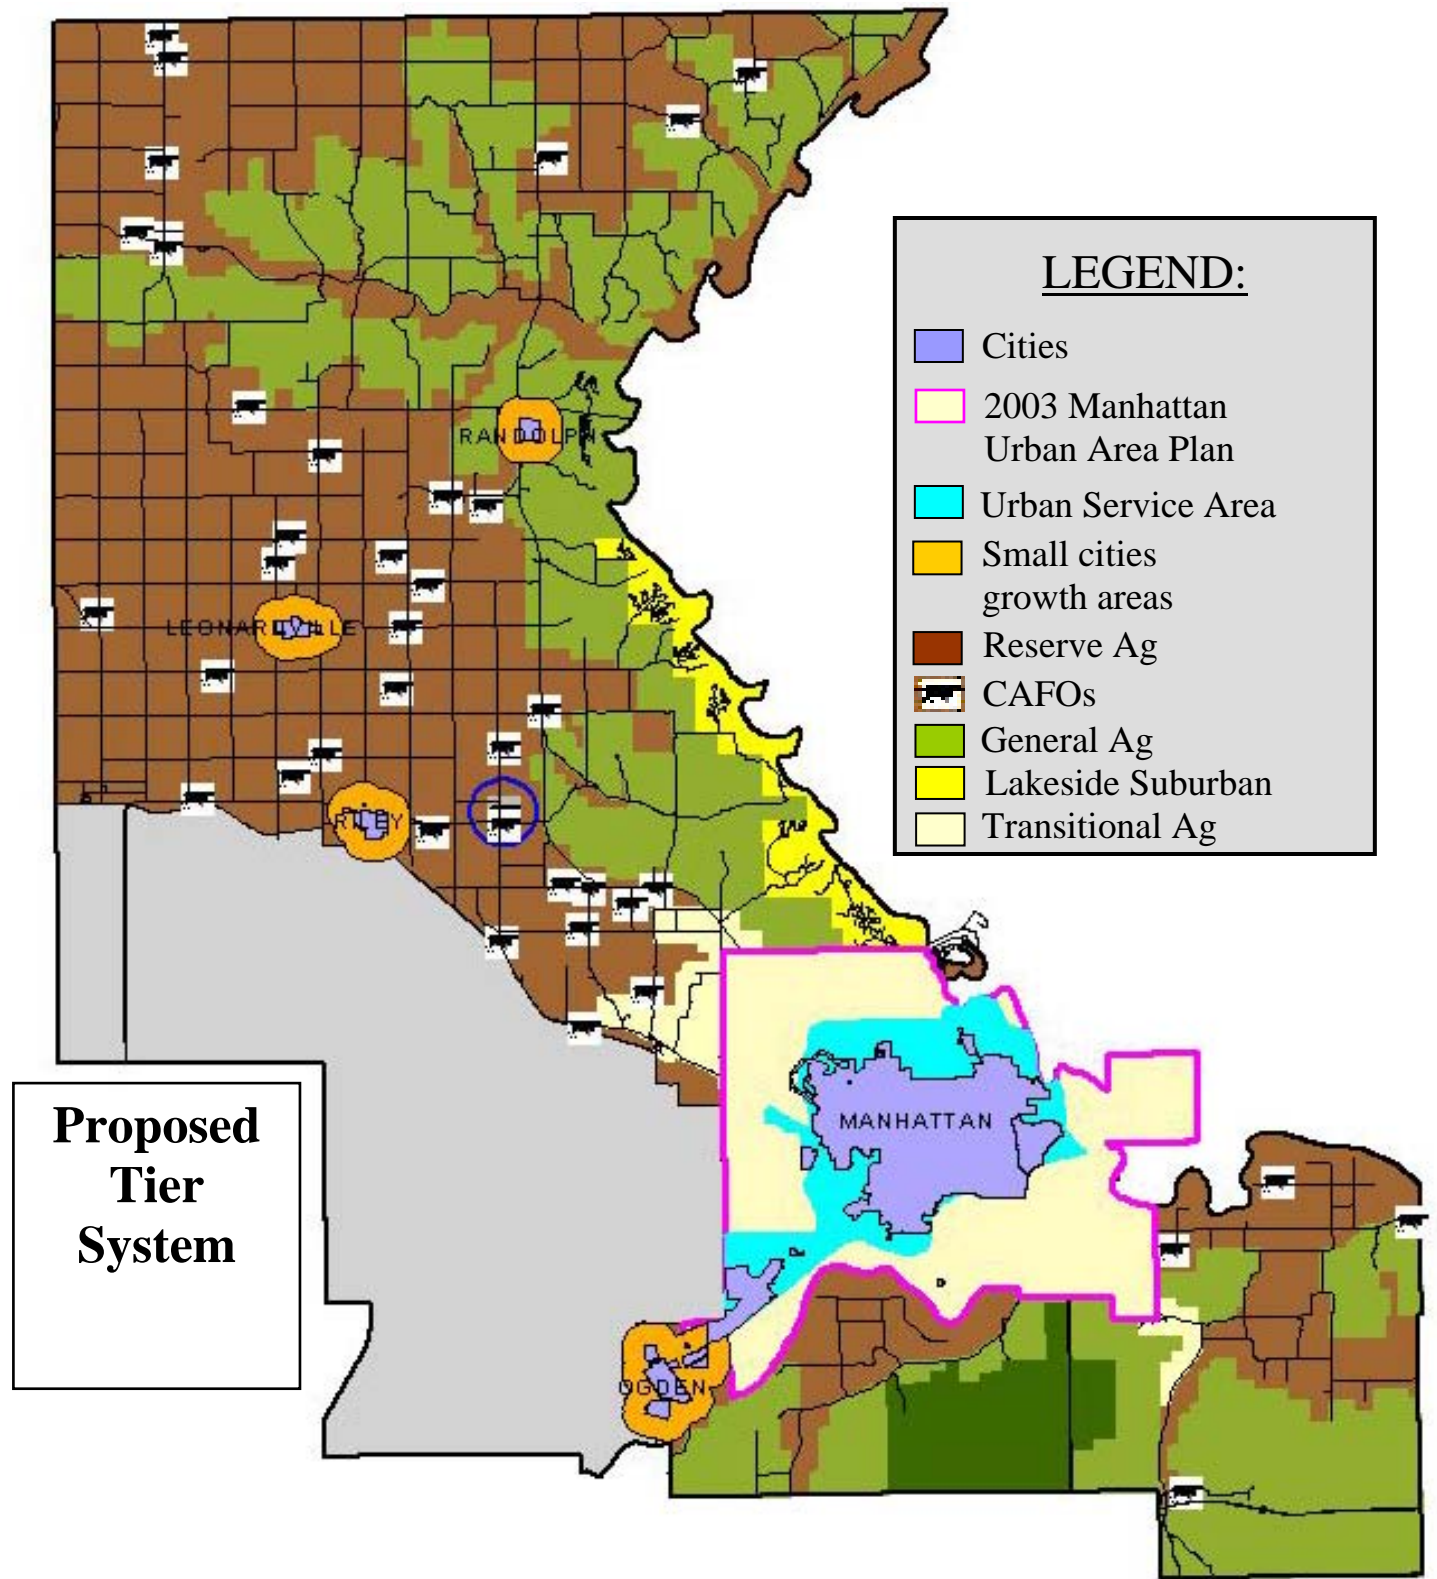 LEGEND:
Cities
2003 Manhattan
Urban Area Plan
Urban Service Area
Small cities
growth areas
Reserve Ag
CAFOs
General Ag
Lakeside Suburban
Transitional Ag
RANDOLPH
LEONARDVILLE
RILEY
MANHATTAN
OGDEN
Proposed
Tier
System